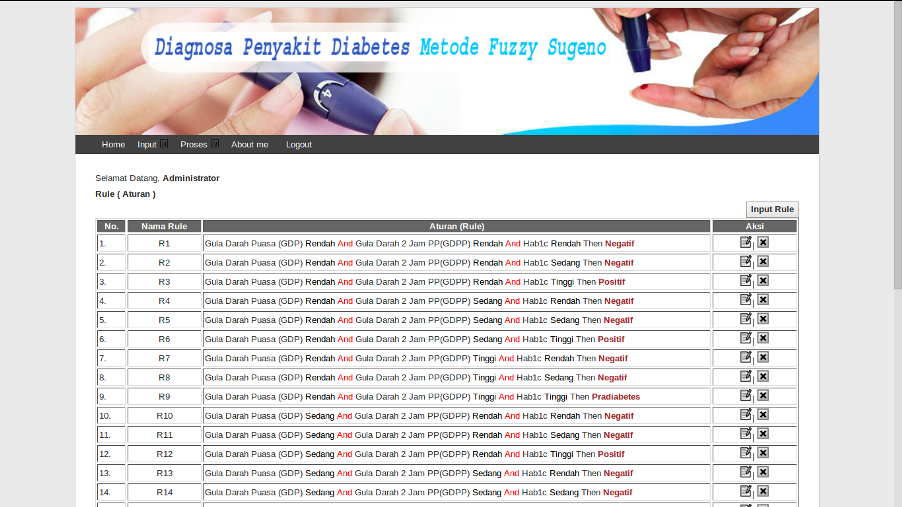 Diagnosa Penyakit Diabetes Metode Fuzzy Sugeno
Home Input Proses About me Logout
Selamat Datang, Administrator
Rule ( Aturan )
Input Rule
No. Nama Rule Aturan (Rule) Aksi
1. R1 Gula Darah Puasa (GDP) Rendah And Gula Darah 2 Jam PP(GDPP) Rendah And Hab1c Rendah Then Negatif |
2. R2 Gula Darah Puasa (GDP) Rendah And Gula Darah 2 Jam PP(GDPP) Rendah And Hab1c Sedang Then Negatif |
3. R3 Gula Darah Puasa (GDP) Rendah And Gula Darah 2 Jam PP(GDPP) Rendah And Hab1c Tinggi Then Positif |
4. R4 Gula Darah Puasa (GDP) Rendah And Gula Darah 2 Jam PP(GDPP) Sedang And Hab1c Rendah Then Negatif |
5. R5 Gula Darah Puasa (GDP) Rendah And Gula Darah 2 Jam PP(GDPP) Sedang And Hab1c Sedang Then Negatif |
6. R6 Gula Darah Puasa (GDP) Rendah And Gula Darah 2 Jam PP(GDPP) Sedang And Hab1c Tinggi Then Positif |
7. R7 Gula Darah Puasa (GDP) Rendah And Gula Darah 2 Jam PP(GDPP) Tinggi And Hab1c Rendah Then Negatif |
8. R8 Gula Darah Puasa (GDP) Rendah And Gula Darah 2 Jam PP(GDPP) Tinggi And Hab1c Sedang Then Negatif |
9. R9 Gula Darah Puasa (GDP) Rendah And Gula Darah 2 Jam PP(GDPP) Tinggi And Hab1c Tinggi Then Pradiabetes |
10. R10 Gula Darah Puasa (GDP) Sedang And Gula Darah 2 Jam PP(GDPP) Rendah And Hab1c Rendah Then Negatif |
11. R11 Gula Darah Puasa (GDP) Sedang And Gula Darah 2 Jam PP(GDPP) Rendah And Hab1c Sedang Then Negatif |
12. R12 Gula Darah Puasa (GDP) Sedang And Gula Darah 2 Jam PP(GDPP) Rendah And Hab1c Tinggi Then Positif |
13. R13 Gula Darah Puasa (GDP) Sedang And Gula Darah 2 Jam PP(GDPP) Sedang And Hab1c Rendah Then Negatif |
14. R14 Gula Darah Puasa (GDP) Sedang And Gula Darah 2 Jam PP(GDPP) Sedang And Hab1c Sedang Then Negatif |